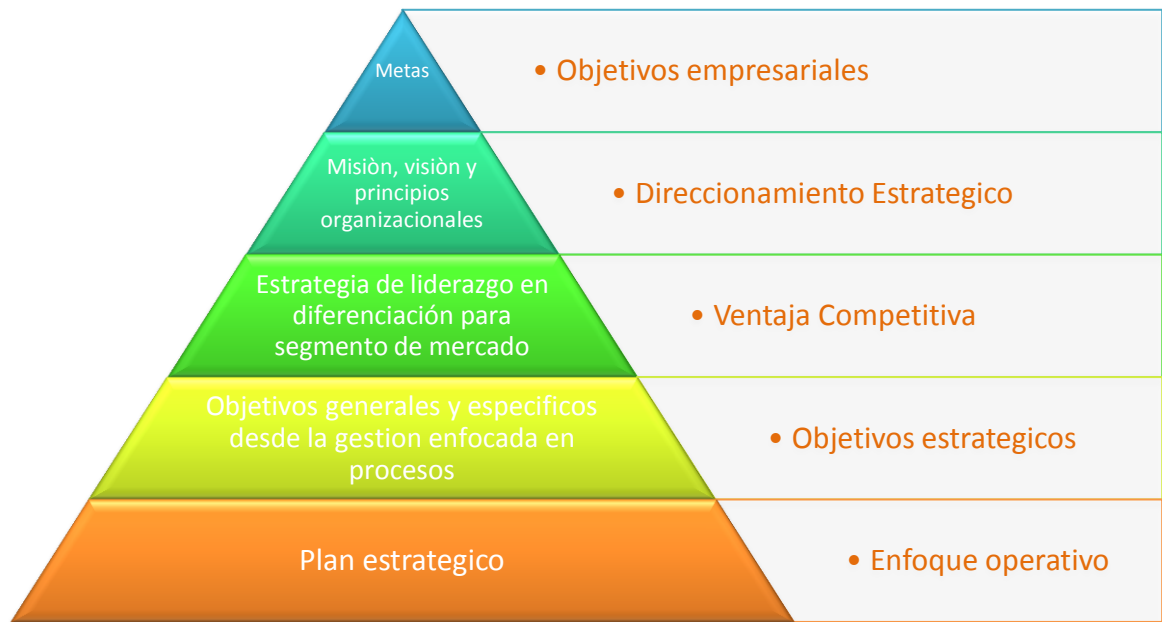 Metas
• Objetivos empresariales
Misiòn, visiòn y
principios
organizacionales
• Direccionamiento Estrategico
Estrategia de liderazgo en
diferenciación para
segmento de mercado
• Ventaja Competitiva
Objetivos generales y especificos
desde la gestion enfocada en
procesos
• Objetivos estrategicos
Plan estrategico
• Enfoque operativo